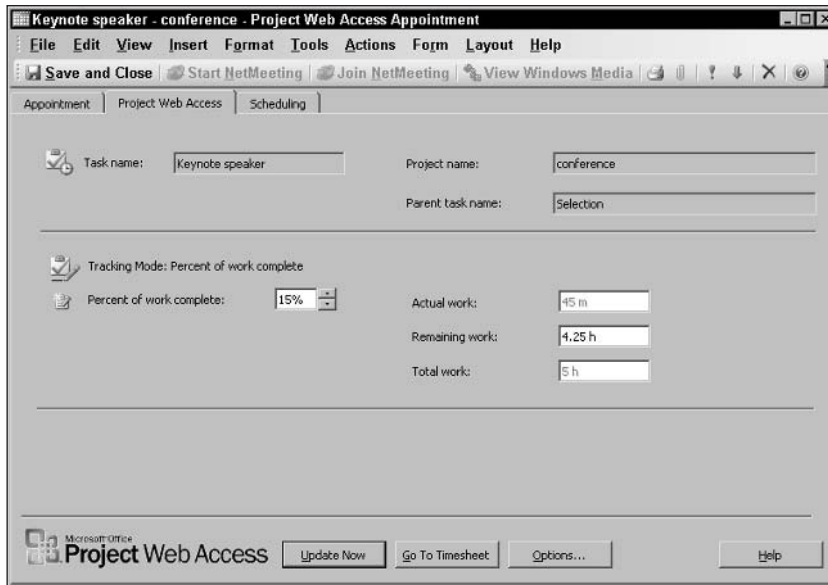 Keynote speaker - conference - Project Web Access Appointment
File Edit View Insert Format Tools Actions Form Layout Help
Save and Close Start NetMeeting Join NetMeeting View Windows Media
Appointment Project Web Access Scheduling
Task name: Keynote speaker Project name: conference
Parent task name: Selection
Tracking Mode: Percent of work complete
Percent of work complete: 15% Actual work: 45 m
Remaining work: 4.25 h
Total work: 5 h
Microsoft Office
Project Web Access Update Now Go To Timesheet Options... Help